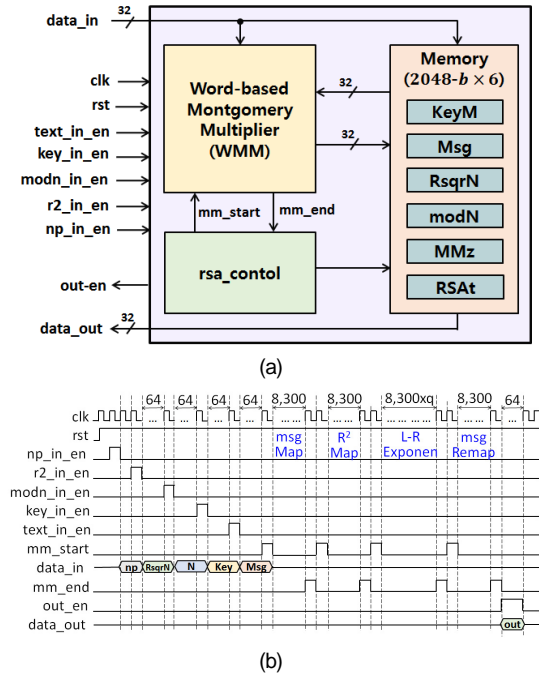 data_in
32
clk
rst
text_in_en
key_in_en
modn_in_en
r2_in_en
np_in_en
out-en
data_out
32
Word-based
Montgomery
Multiplier
(WMM)
32
32
mm_start
mm_end
rsa_contol
Memory
(2048-b × 6)
KeyM
Msg
RsqrN
modN
MMz
RSAt
(a)
64 64 64 64 8,300 8,300 8,300xq 8,300 64
clk ... ... ... ... ... ... ... ... ... ... ... ... ...
rst
msg Map
R² Map
L-R Exponen
msg Remap
np_in_en
r2_in_en
modn_in_en
key_in_en
text_in_en
mm_start
data_in np RsqrN N Key Msg
mm_end
out_en
data_out out
(b)